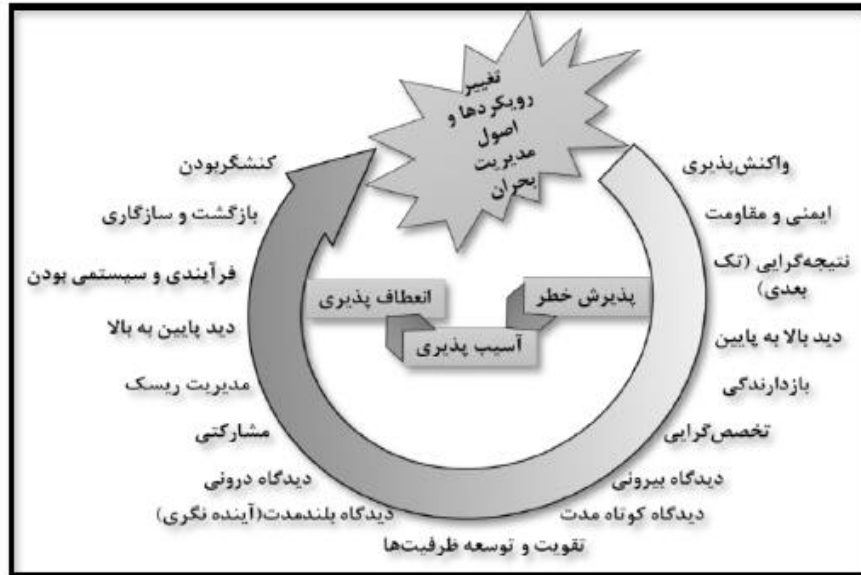 تغییر
رویکردها و
اصول
مدیریت
بحران
واکنش‌پذیری
ایمنی و مقاومت
نتیجه‌گرایی (تک
بعدی)
دید بالا به پایین
بازدارندگی
تخصص‌گرایی
دیدگاه بیرونی
دیدگاه کوتاه مدت
پذیرش خطر
آسیب پذیری
انعطاف پذیری
کنشگربودن
بازگشت و سازگاری
فرآیندی و سیستمی بودن
دید پایین به بالا
مدیریت ریسک
مشارکتی
دیدگاه درونی
دیدگاه بلندمدت(آینده نگری)
تقویت و توسعه ظرفیت‌ها